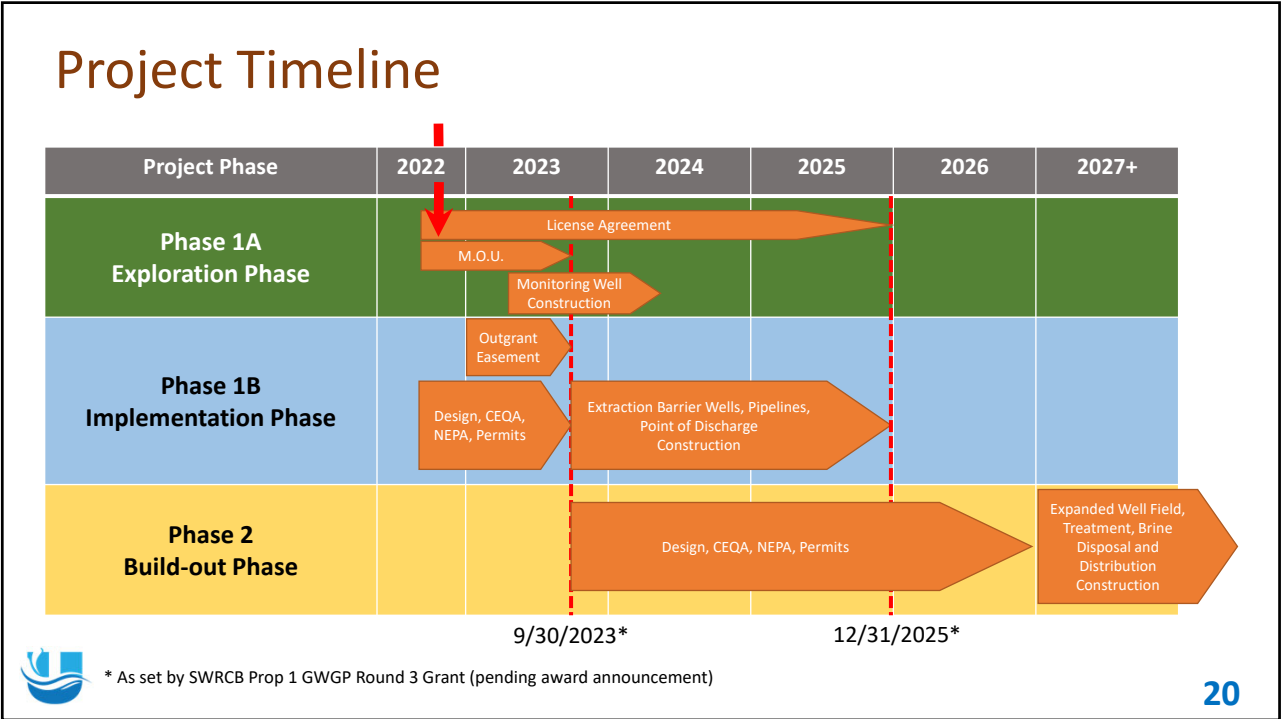 Project Timeline
Project Phase 2022 2023 2024 2025 2026 2027+
Phase 1A
Exploration Phase
License Agreement
M.O.U.
Monitoring Well
Construction
Phase 1B
Implementation Phase
Outgrant
Easement
Design, CEQA,
NEPA, Permits
Extraction Barrier Wells, Pipelines,
Point of Discharge
Construction
Phase 2
Build-out Phase
Design, CEQA, NEPA, Permits
Expanded Well Field,
Treatment, Brine
Disposal and
Distribution
Construction
9/30/2023* 12/31/2025*
* As set by SWRCB Prop 1 GWGP Round 3 Grant (pending award announcement)
20